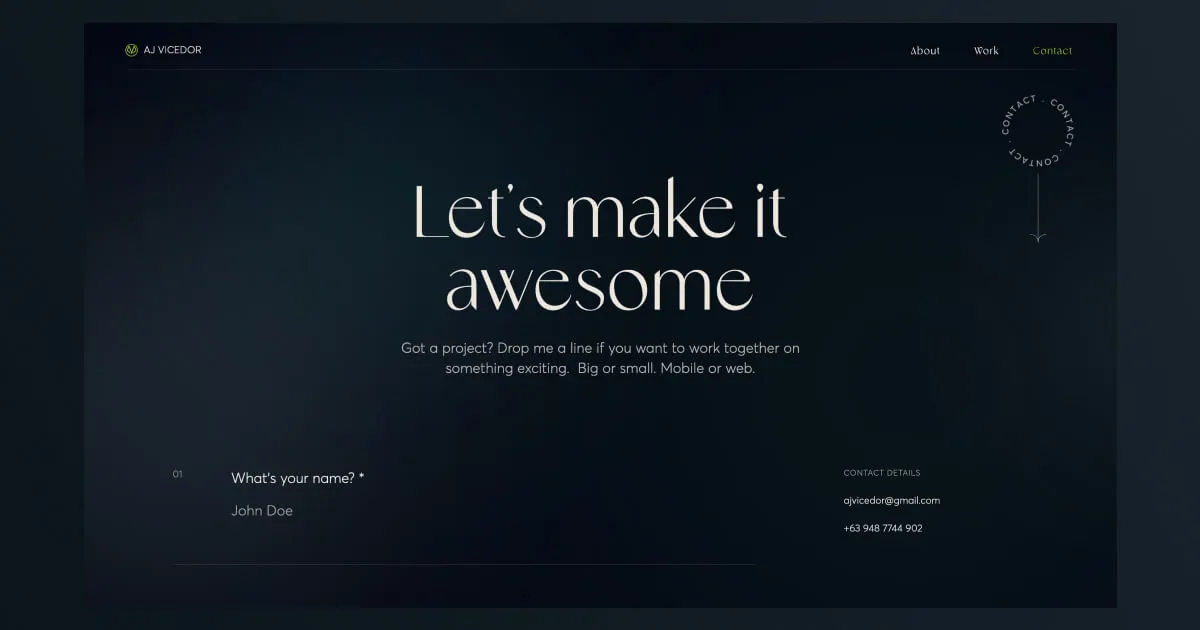 AJ VICEDOR
About
Work
Contact
CONTACT · CONTACT · CONTACT ·
Let's make it
awesome
Got a project? Drop me a line if you want to work together on
something exciting.  Big or small. Mobile or web.
01
What's your name? *
John Doe
CONTACT DETAILS
ajvicedor@gmail.com
+63 948 7744 902